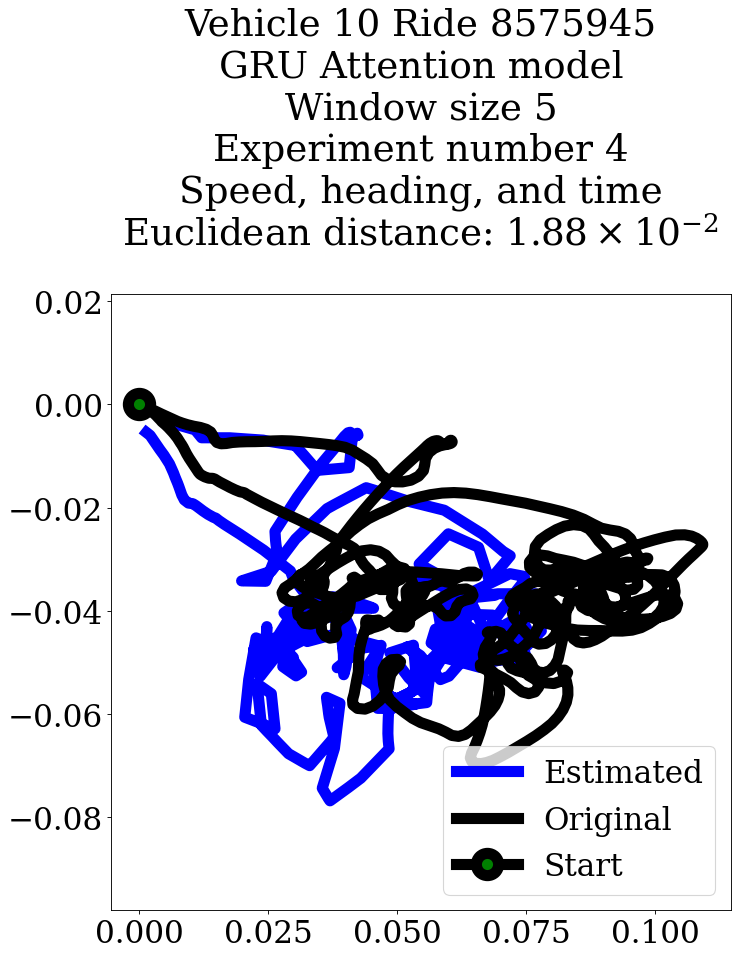 Vehicle 10 Ride 8575945
GRU Attention model
Window size 5
Experiment number 4
Speed, heading, and time
Euclidean distance: 1.88 × 10⁻²
0.02
0.00
−0.02
−0.04
−0.06
−0.08
Estimated
Original
Start
0.000 0.025 0.050 0.075 0.100